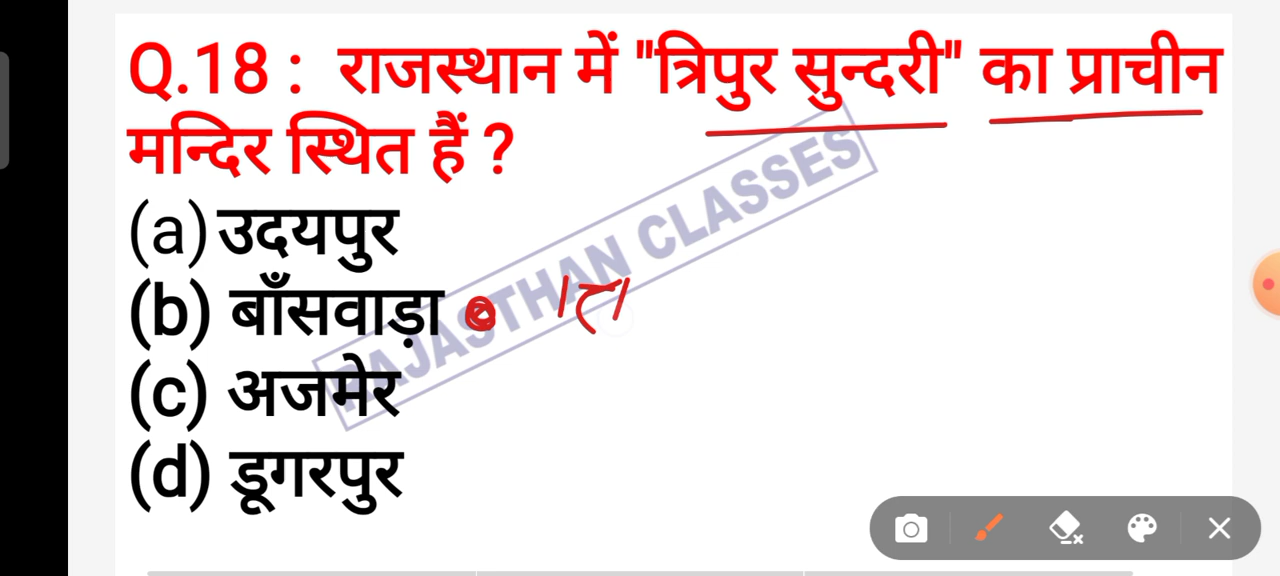 Q.18 : राजस्थान में "त्रिपुर सुन्दरी" का प्राचीन
मन्दिर स्थित हैं ?
(a) उदयपुर
(b) बाँसवाड़ा
(c) अजमेर
(d) डूगरपुर
RAJASTHAN CLASSES